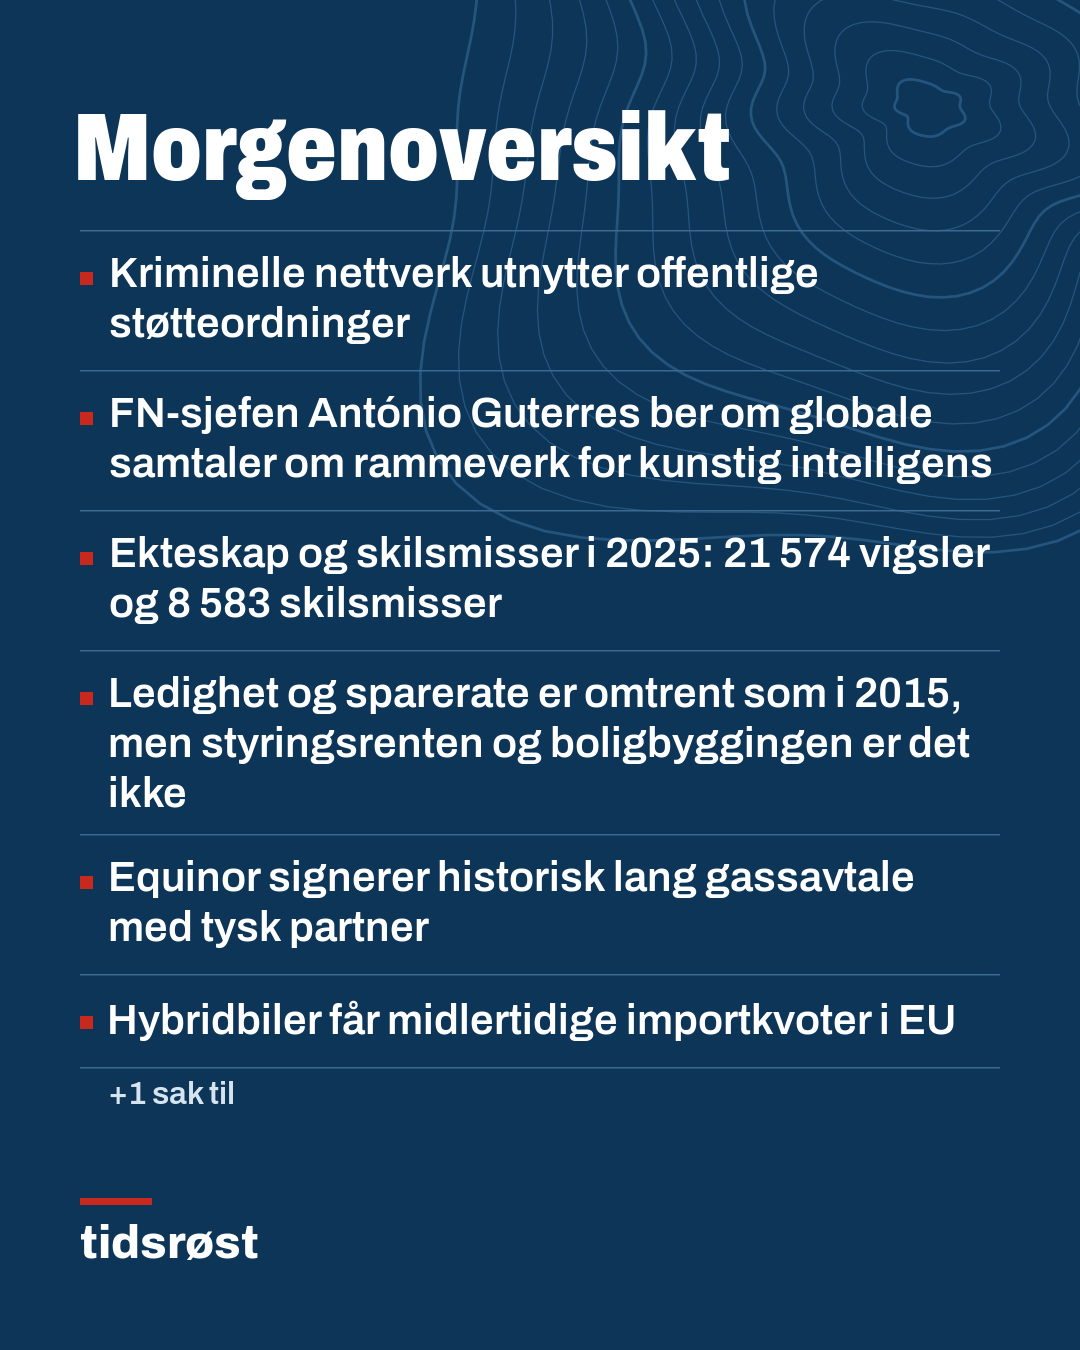 Morgenoversikt
Kriminelle nettverk utnytter offentlige
støtteordninger
FN-sjefen António Guterres ber om globale
samtaler om rammeverk for kunstig intelligens
Ekteskap og skilsmisser i 2025: 21 574 vigsler
og 8 583 skilsmisser
Ledighet og sparerate er omtrent som i 2015,
men styringsrenten og boligbyggingen er det
ikke
Equinor signerer historisk lang gassavtale
med tysk partner
Hybridbiler får midlertidige importkvoter i EU
+1 sak til
tidsrøst